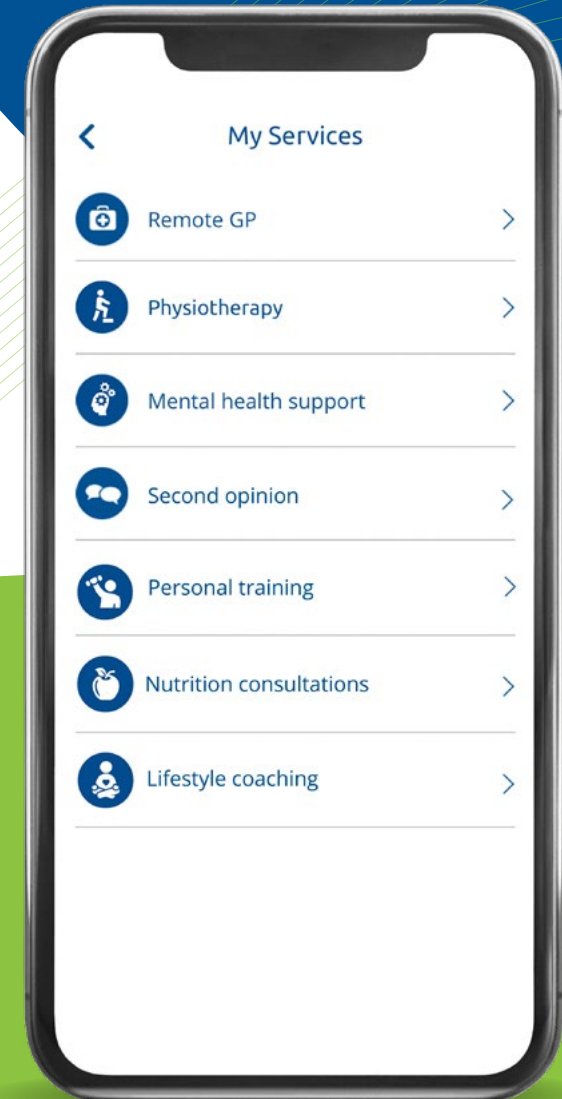 My Services
Remote GP
Physiotherapy
Mental health support
Second opinion
Personal training
Nutrition consultations
Lifestyle coaching